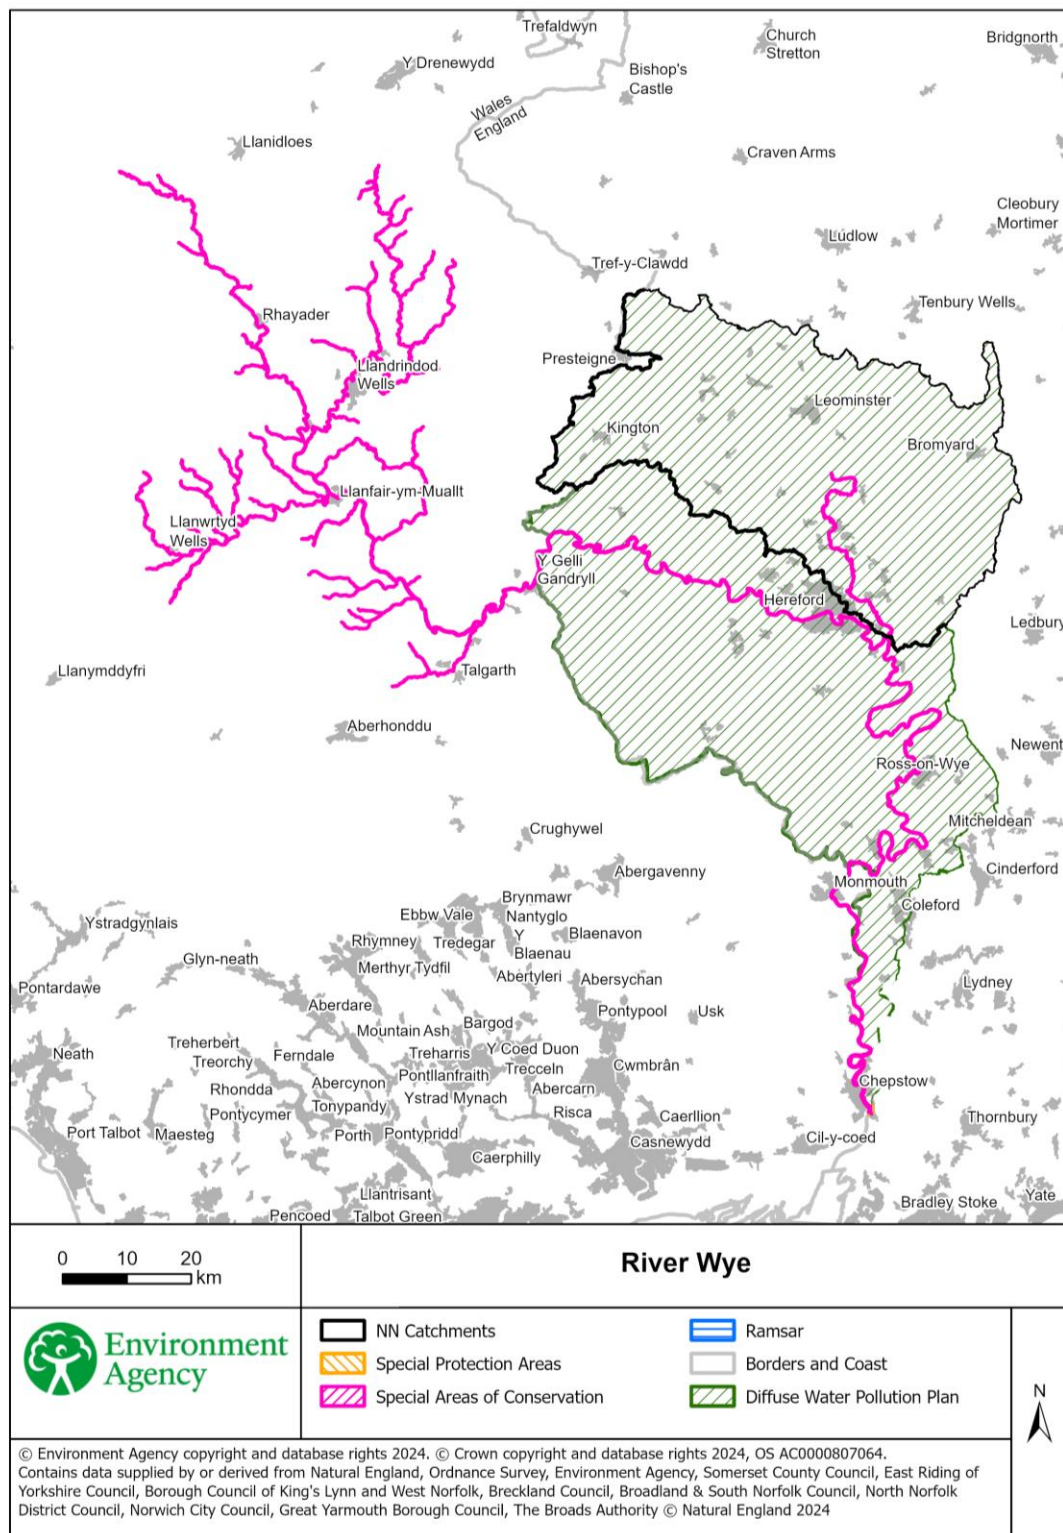 Trefaldwyn
Church
Stretton
Bridgnorth
Y Drenewydd
Bishop's
Castle
Wales
England
Llanidloes
Craven Arms
Cleobury
Mortimer
Ludlow
Tref-y-Clawdd
Tenbury Wells
Rhayader
Presteigne
Llandrindod
Wells
Leominster
Kington
Bromyard
Llanfair-ym-Muallt
Llanwrtyd
Wells
Y Gelli
Gandryll
Hereford
Ledbury
Llanymddyfri
Talgarth
Aberhonddu
Newent
Ross-on-Wye
Mitcheldean
Crughywel
Cinderford
Abergavenny
Monmouth
Brynmawr
Coleford
Ebbw Vale
Nantyglo
Ystradgynlais
Rhymney
Tredegar
Y
Blaenau
Blaenavon
Glyn-neath
Merthyr Tydfil
Abertyleri
Abersychan
Pontardawe
Lydney
Aberdare
Pontypool
Usk
Mountain Ash
Bargod
Treherbert
Treorchy
Ferndale
Treharris
Y Coed Duon
Neath
Cwmbrân
Trecceln
Pontllanfraith
Chepstow
Rhondda
Abercynon
Ystrad Mynach
Abercarn
Pontycymer
Tonypandy
Risca
Caerllion
Thornbury
Port Talbot
Maesteg
Porth
Pontypridd
Casnewydd
Cil-y-coed
Caerphilly
Llantrisant
Bradley Stoke
Yate
Pencoed
Talbot Green
0 10 20
km
River Wye
Environment
Agency
NN Catchments
Special Protection Areas
Special Areas of Conservation
Ramsar
Borders and Coast
Diffuse Water Pollution Plan
N
© Environment Agency copyright and database rights 2024. © Crown copyright and database rights 2024, OS AC0000807064.
Contains data supplied by or derived from Natural England, Ordnance Survey, Environment Agency, Somerset County Council, East Riding of
Yorkshire Council, Borough Council of King's Lynn and West Norfolk, Breckland Council, Broadland & South Norfolk Council, North Norfolk
District Council, Norwich City Council, Great Yarmouth Borough Council, The Broads Authority © Natural England 2024